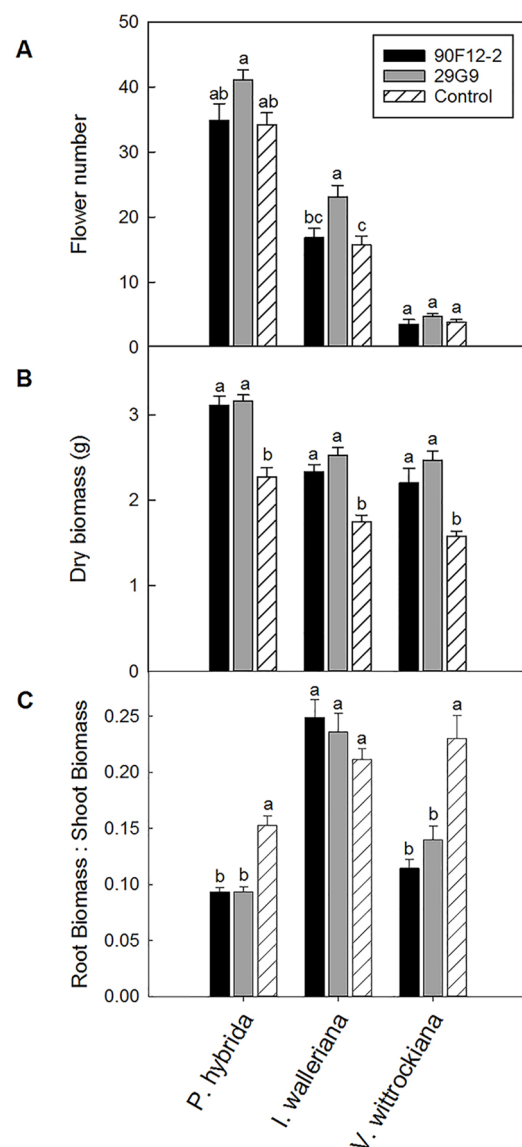 A
50
40
30
20
10
0
Flower number
90F12-2
29G9
Control
ab
a
ab
bc
a
c
a
a
a
B
3
2
1
0
Dry biomass (g)
a
a
b
a
a
b
a
a
b
C
0.25
0.20
0.15
0.10
0.05
0.00
Root Biomass : Shoot Biomass
b
b
a
a
a
a
b
b
a
P. hybrida
I. walleriana
V. wittrockiana